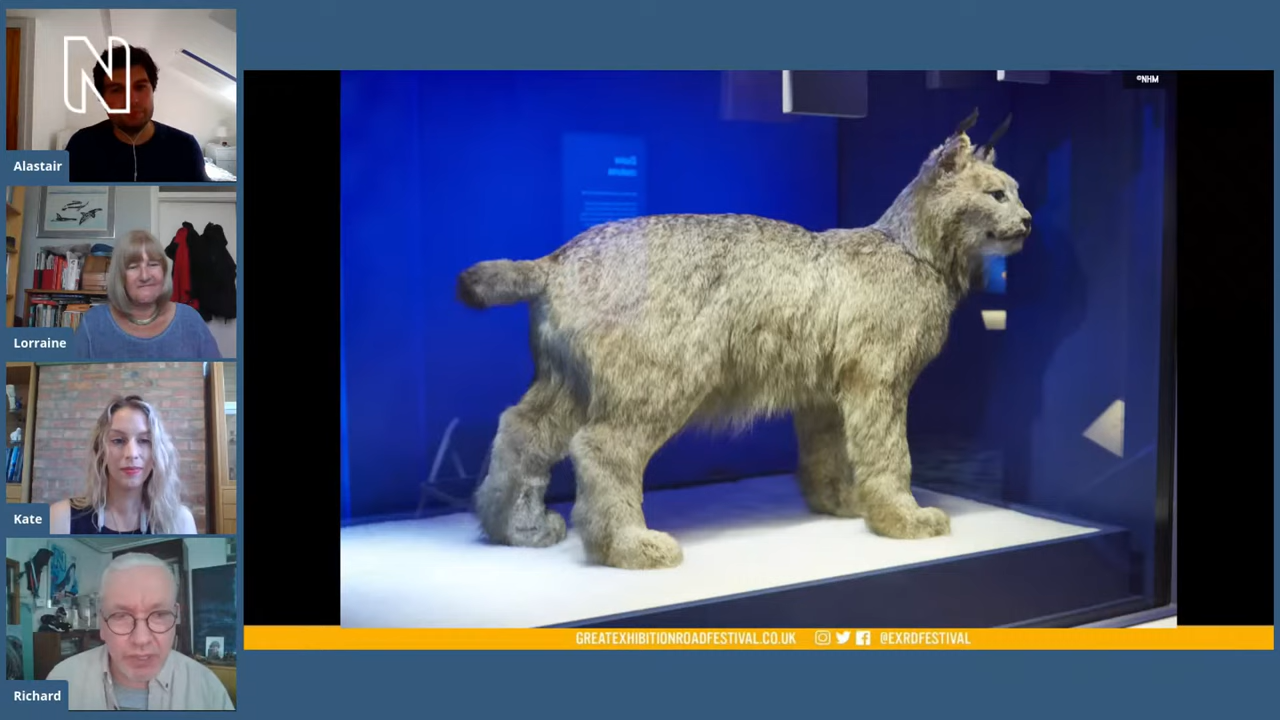 N
Alastair
Lorraine
Kate
Richard
©NHM
GREATEXHIBITIONROADFESTIVAL.CO.UK @EXRDFESTIVAL